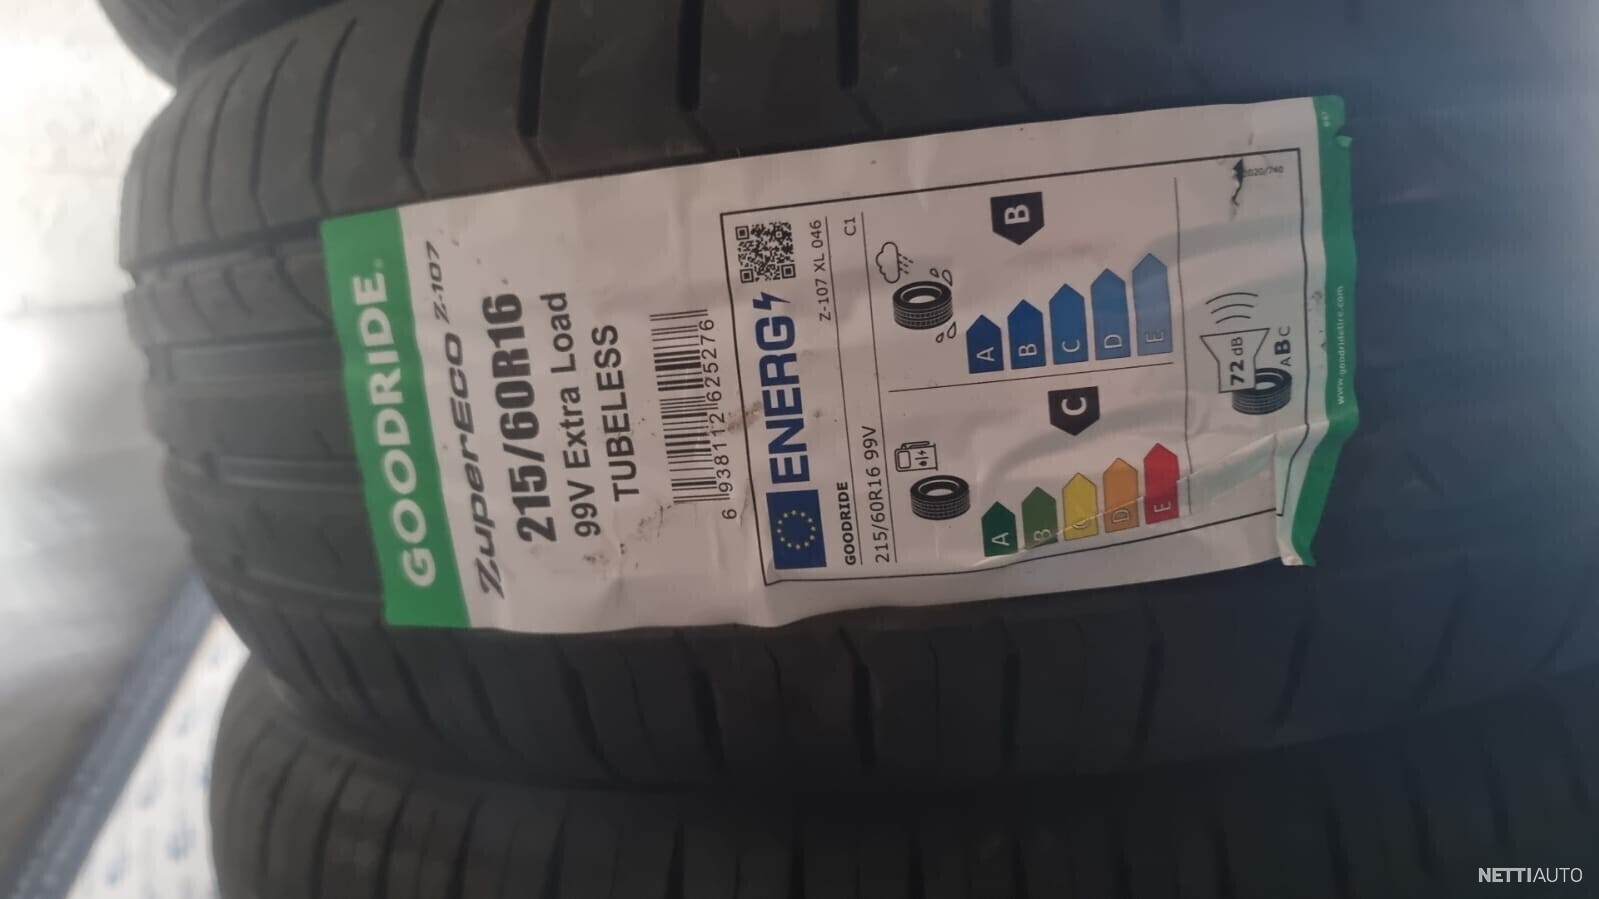 GOODRIDE
ZuperEco Z-107
215/60R16
99V Extra Load
TUBELESS
6 938112 625276
ENERG
GOODRIDE
Z-107 XL 046
215/60R16 99V
C1
A
B
C
D
E
C
A
B
C
D
E
B
72 dB
ABC
2020/740
www.goodridetire.com
NETTIAUTO